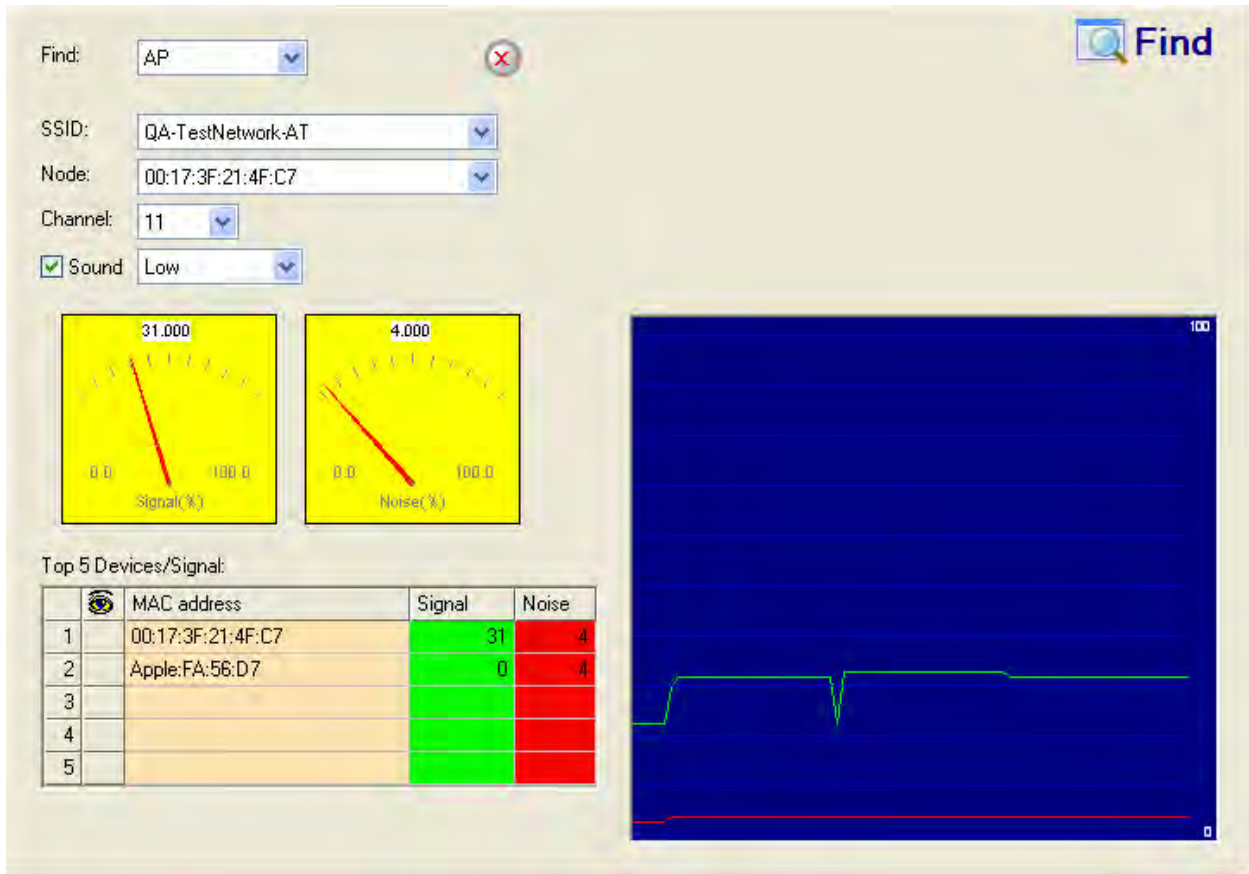 Find: AP
Find
SSID: QA-TestNetwork-AT
Node: 00:17:3F:21:4F:C7
Channel: 11
Sound Low
31.000
0.0 100.0
Signal(%)
4.000
0.0 100.0
Noise(%)
100
0
Top 5 Devices/Signal:
MAC address Signal Noise
1 00:17:3F:21:4F:C7 31 4
2 Apple:FA:56:D7 0 4
3
4
5